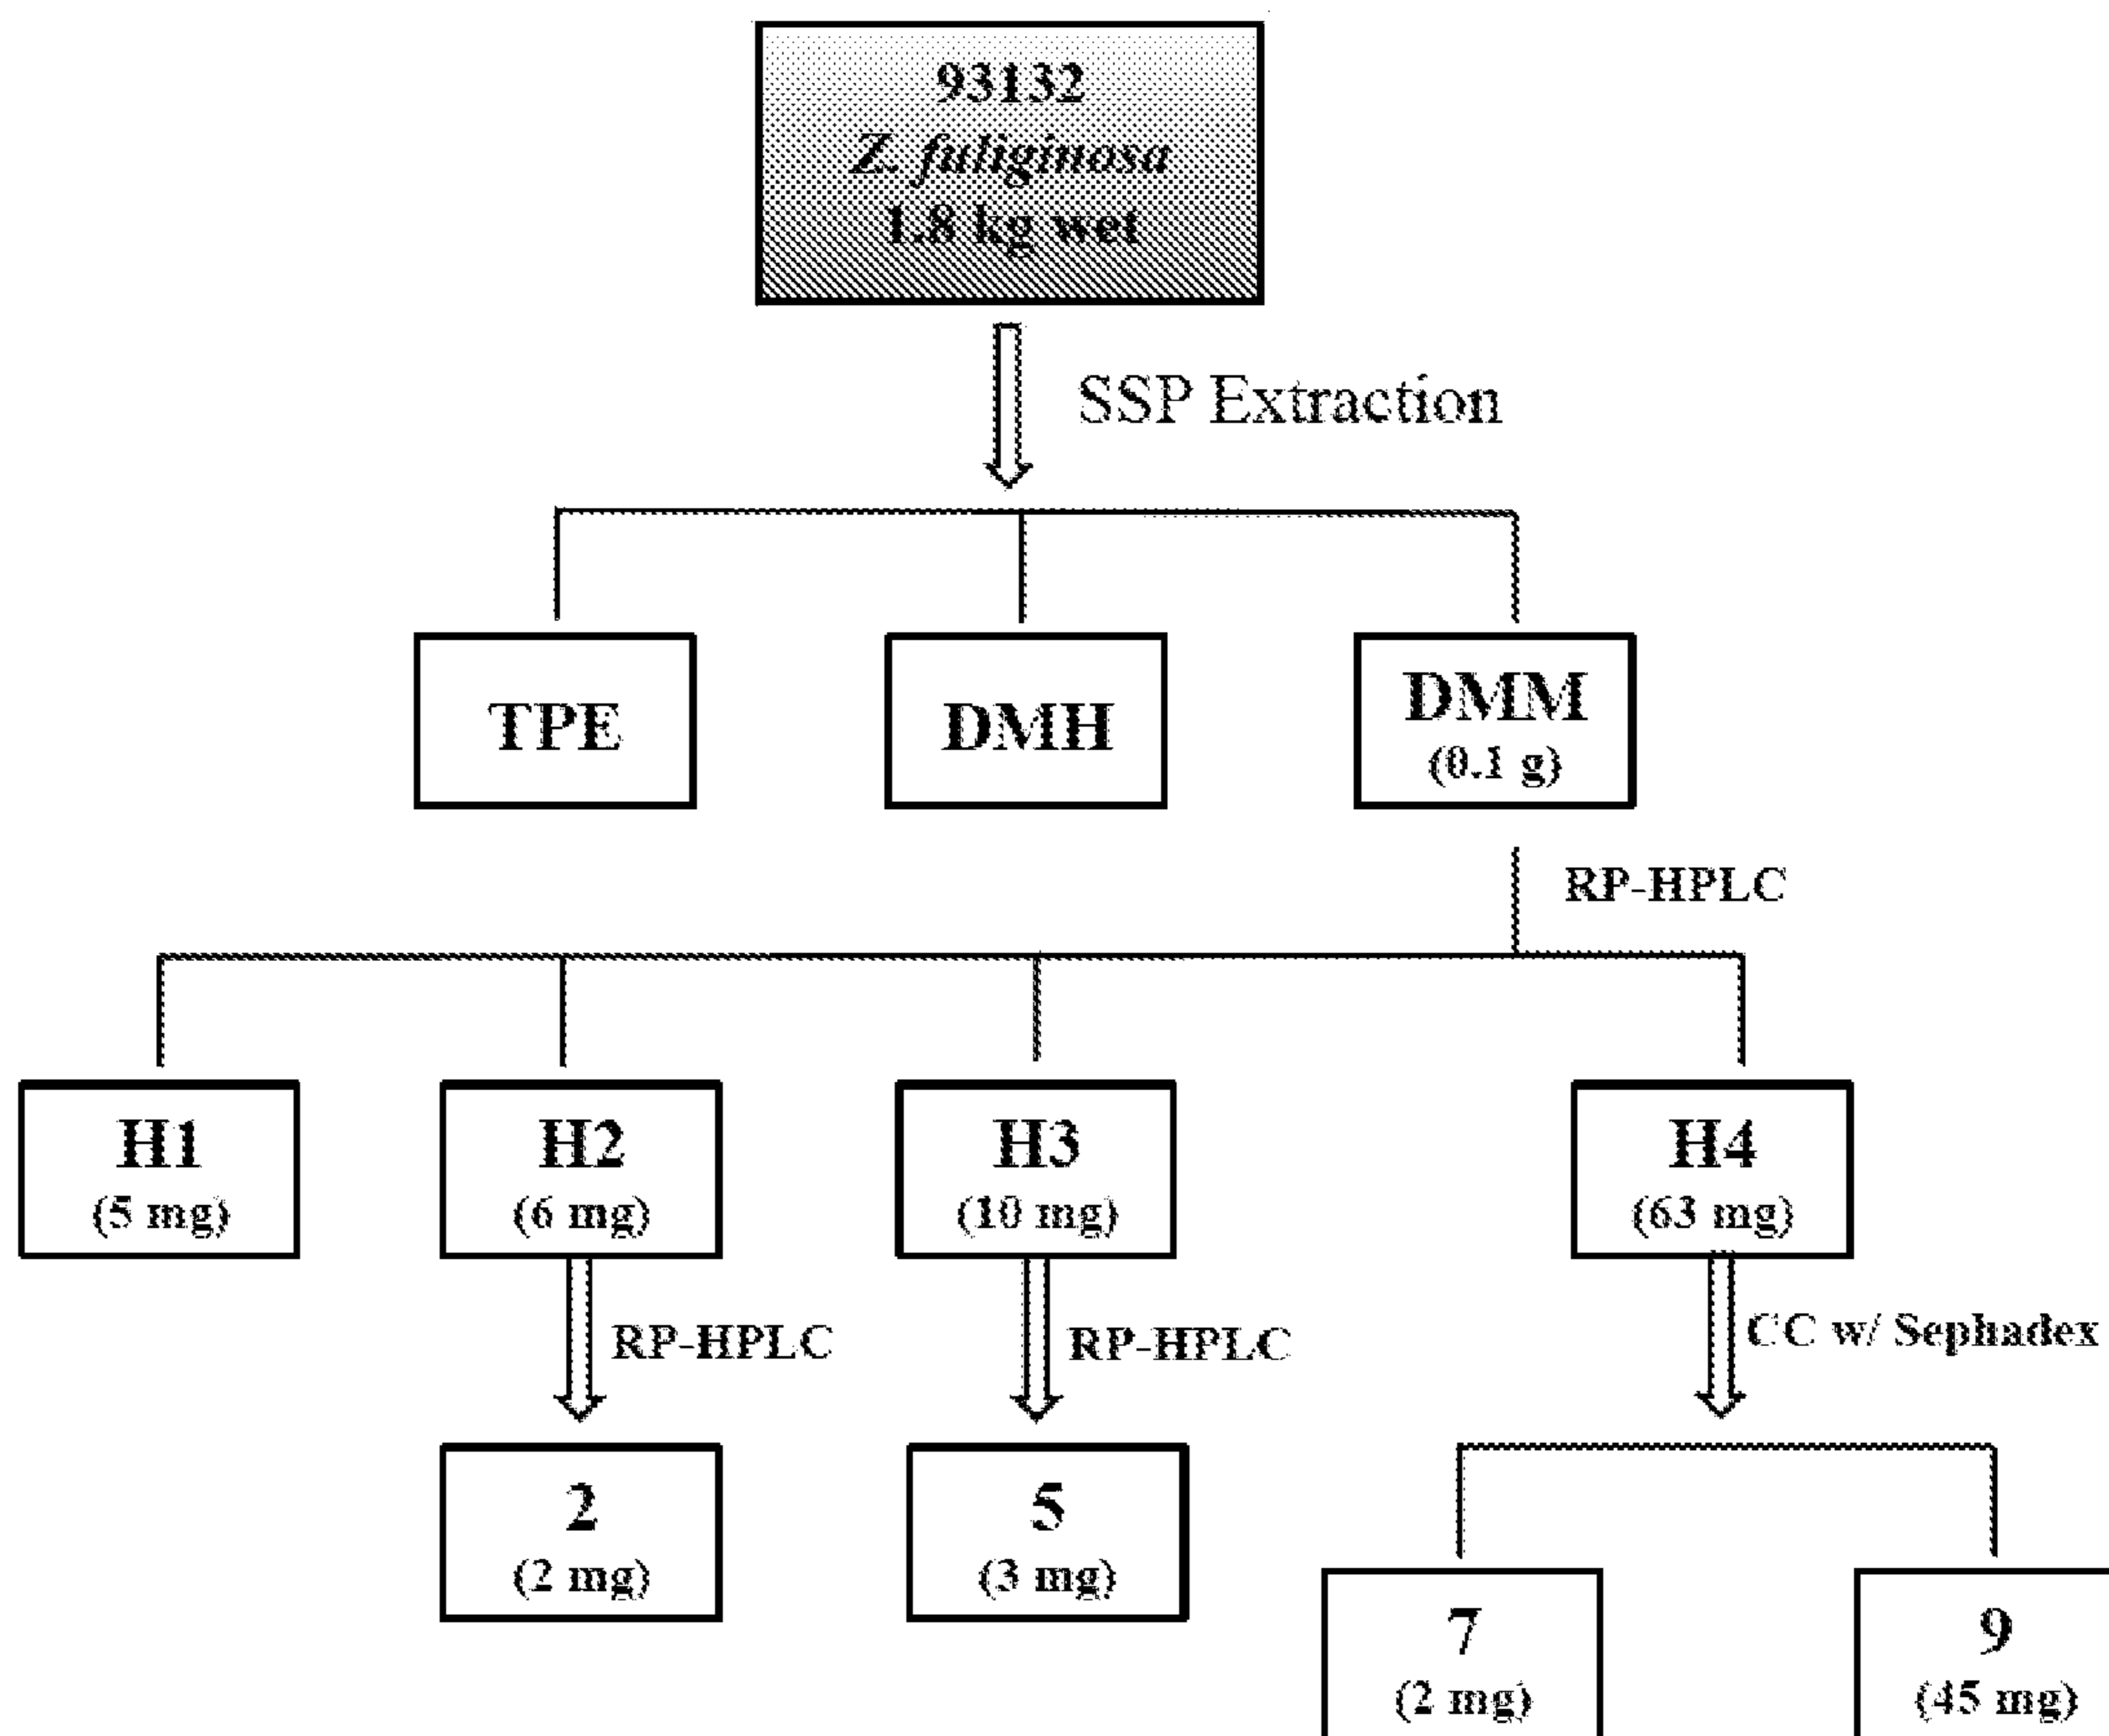 93132
Z. fuliginosa
1.8 kg wet
SSP Extraction
TPE
DMH
DMM
(0.1 g)
RP-HPLC
H1
(5 mg)
H2
(6 mg)
H3
(10 mg)
H4
(63 mg)
RP-HPLC
RP-HPLC
CC w/ Sephadex
2
(2 mg)
5
(3 mg)
7
(2 mg)
9
(45 mg)